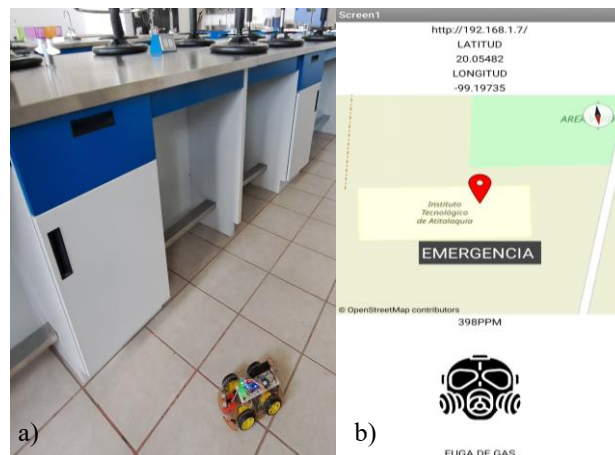 Screen1
http://192.168.1.7/
LATITUD
20.05482
LONGITUD
-99.19735
AREA
Instituto
Tecnológico
de Atitalaquia
EMERGENCIA
© OpenStreetMap contributors
398PPM
FUGA DE GAS
a)
b)